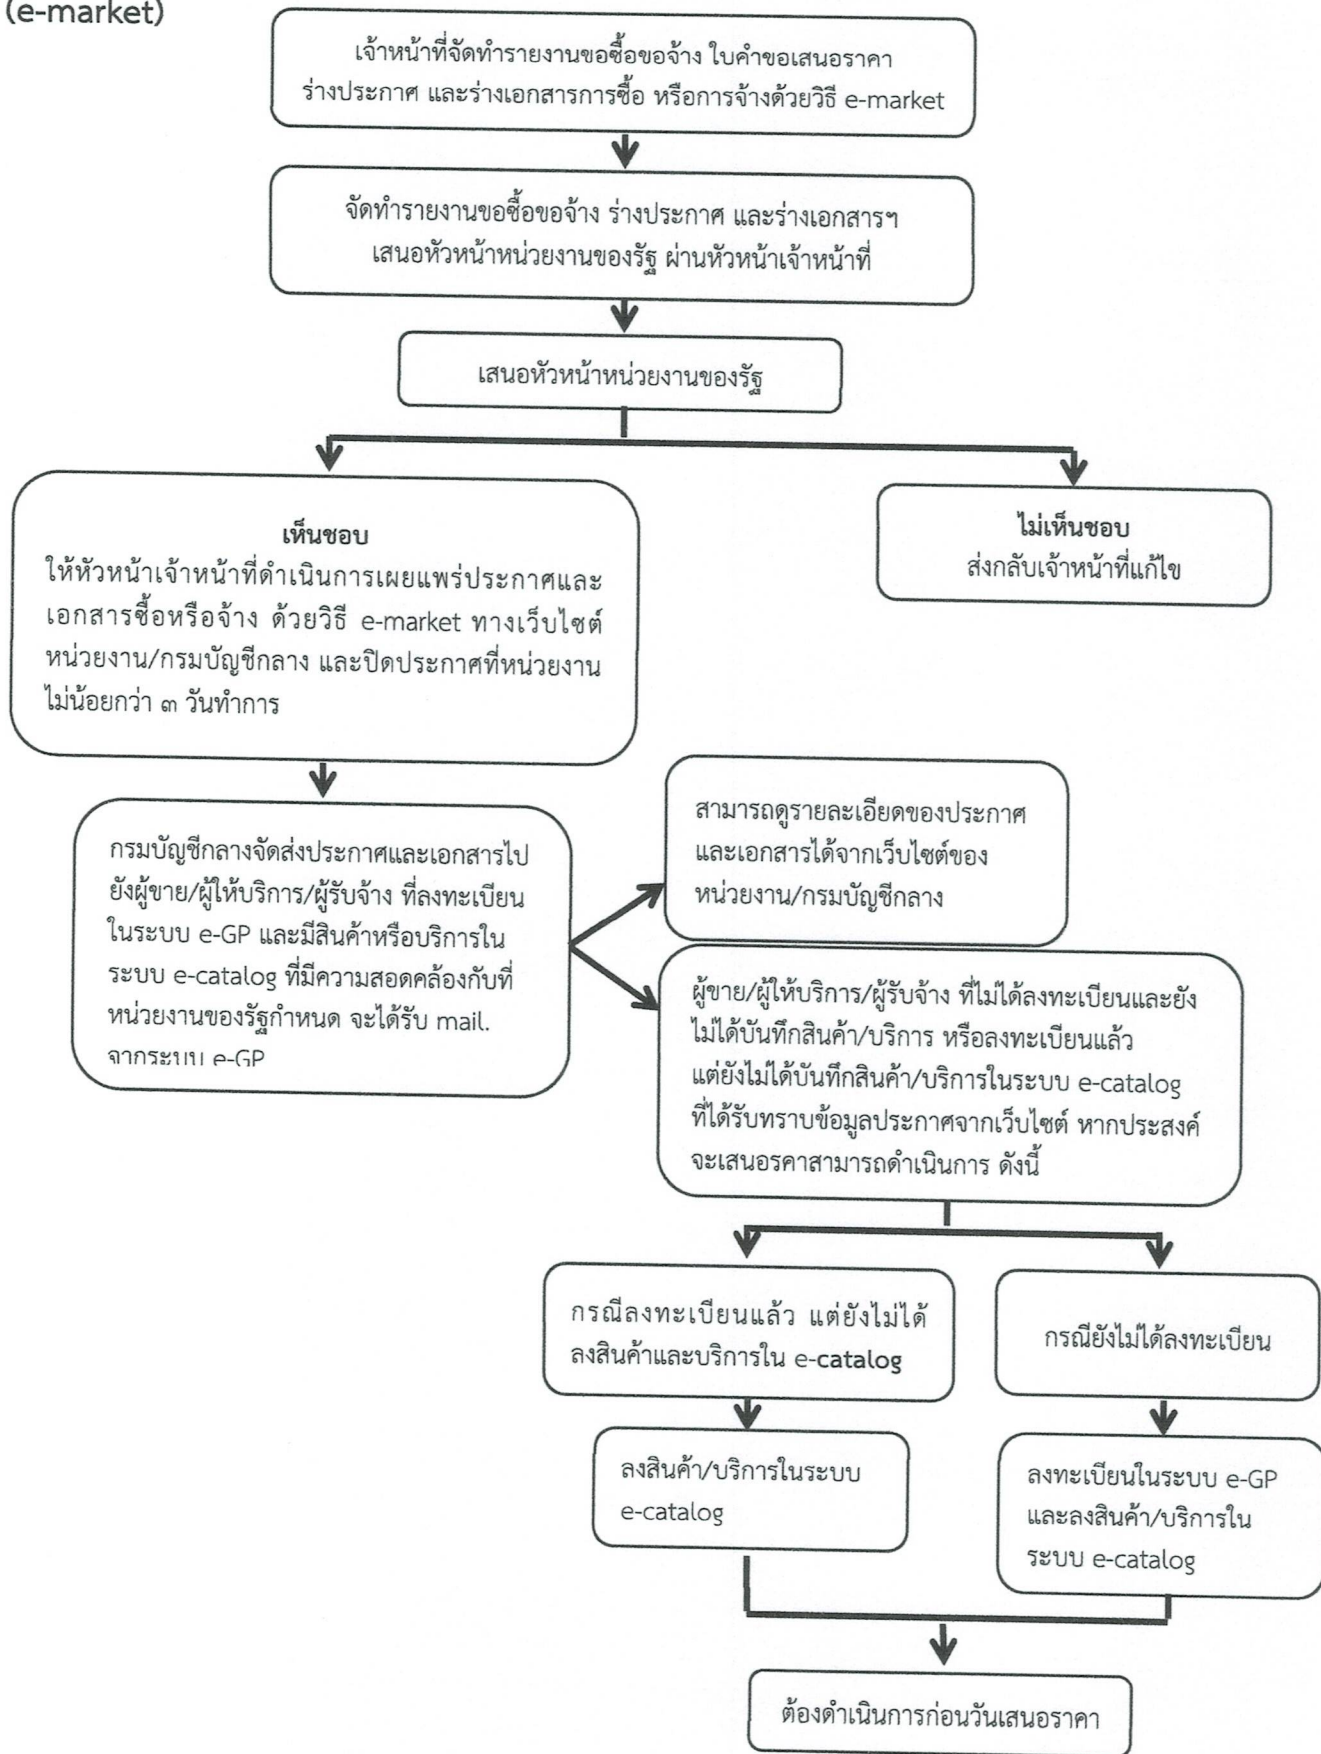 (e-market)
เจ้าหน้าที่จัดทำรายงานขอซื้อขอจ้าง ใบคำขอเสนอราคา
ร่างประกาศ และร่างเอกสารการซื้อ หรือการจ้างด้วยวิธี e-market
จัดทำรายงานขอซื้อขอจ้าง ร่างประกาศ และร่างเอกสารฯ
เสนอหัวหน้าหน่วยงานของรัฐ ผ่านหัวหน้าเจ้าหน้าที่
เสนอหัวหน้าหน่วยงานของรัฐ
เห็นชอบ
ให้หัวหน้าเจ้าหน้าที่ดำเนินการเผยแพร่ประกาศและ
เอกสารซื้อหรือจ้าง ด้วยวิธี e-market ทางเว็บไซต์
หน่วยงาน/กรมบัญชีกลาง และปิดประกาศที่หน่วยงาน
ไม่น้อยกว่า ๓ วันทำการ
ไม่เห็นชอบ
ส่งกลับเจ้าหน้าที่แก้ไข
กรมบัญชีกลางจัดส่งประกาศและเอกสารไป
ยังผู้ขาย/ผู้ให้บริการ/ผู้รับจ้าง ที่ลงทะเบียน
ในระบบ e-GP และมีสินค้าหรือบริการใน
ระบบ e-catalog ที่มีความสอดคล้องกับที่
หน่วยงานของรัฐกำหนด จะได้รับ mail.
จากระบบ e-GP
สามารถดูรายละเอียดของประกาศ
และเอกสารได้จากเว็บไซต์ของ
หน่วยงาน/กรมบัญชีกลาง
ผู้ขาย/ผู้ให้บริการ/ผู้รับจ้าง ที่ไม่ได้ลงทะเบียนและยัง
ไม่ได้บันทึกสินค้า/บริการ หรือลงทะเบียนแล้ว
แต่ยังไม่ได้บันทึกสินค้า/บริการในระบบ e-catalog
ที่ได้รับทราบข้อมูลประกาศจากเว็บไซต์ หากประสงค์
จะเสนอรคาสามารถดำเนินการ ดังนี้
กรณีลงทะเบียนแล้ว แต่ยังไม่ได้
ลงสินค้าและบริการใน e-catalog
กรณียังไม่ได้ลงทะเบียน
ลงสินค้า/บริการในระบบ
e-catalog
ลงทะเบียนในระบบ e-GP
และลงสินค้า/บริการใน
ระบบ e-catalog
ต้องดำเนินการก่อนวันเสนอราคา